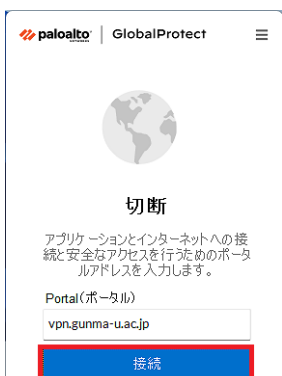 paloalto NETWORKS | GlobalProtect
切断
アプリケーションとインターネットへの接
続と安全なアクセスを行うためのポータ
ルアドレスを入力します。
Portal(ポータル)
vpn.gunma-u.ac.jp
接続